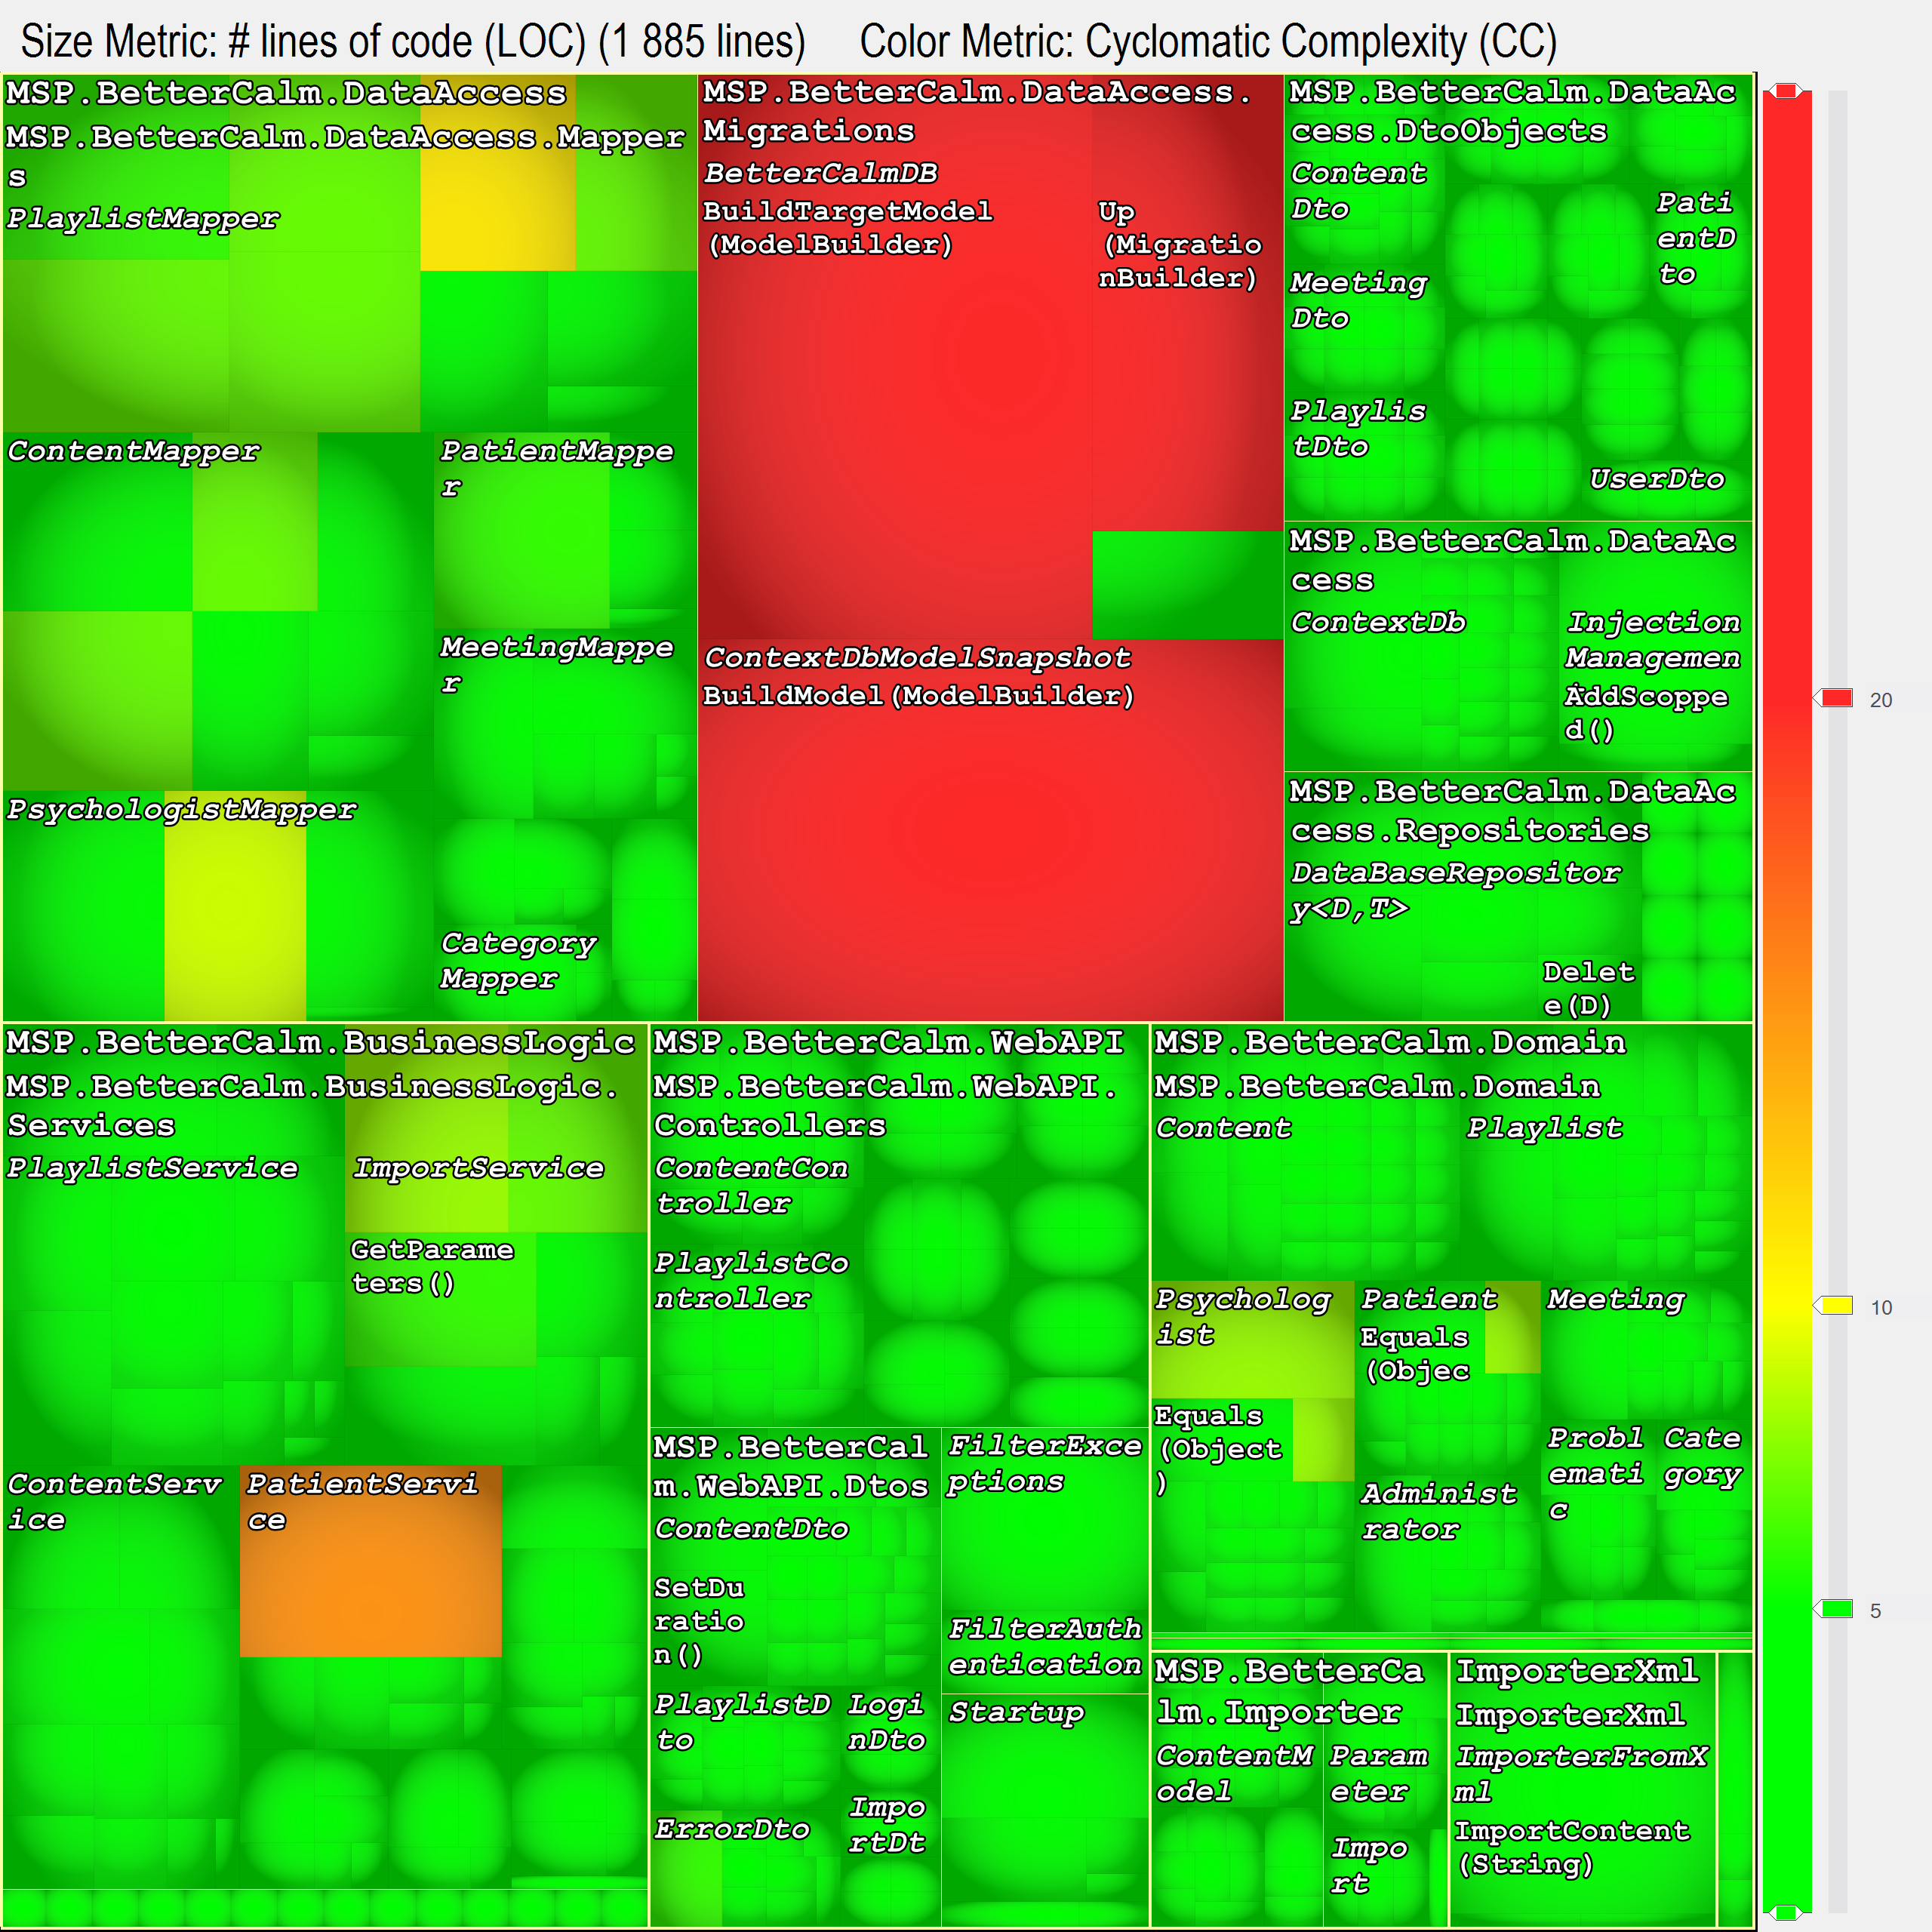 Size Metric: # lines of code (LOC) (1 885 lines)
Color Metric: Cyclomatic Complexity (CC)
MSP.BetterCalm.DataAccess
MSP.BetterCalm.DataAccess.Mapper
s
PlaylistMapper
ContentMapper
PatientMappe
r
MeetingMappe
r
PsychologistMapper
Category
Mapper
MSP.BetterCalm.DataAccess.
Migrations
BetterCalmDB
BuildTargetModel
(ModelBuilder)
Up
(Migratio
nBuilder)
ContextDbModelSnapshot
BuildModel(ModelBuilder)
MSP.BetterCalm.DataAc
cess.DtoObjects
Content
Dto
Pati
entD
to
Meeting
Dto
Playlis
tDto
UserDto
MSP.BetterCalm.DataAc
cess
ContextDb
Injection
Managemen
AddScoppe
d()
MSP.BetterCalm.DataAc
cess.Repositories
DataBaseRepositor
y<D,T>
Delet
e(D)
MSP.BetterCalm.BusinessLogic
MSP.BetterCalm.BusinessLogic.
Services
PlaylistService
ImportService
GetParame
ters()
ContentServ
ice
PatientServi
ce
MSP.BetterCalm.WebAPI
MSP.BetterCalm.WebAPI.
Controllers
ContentCon
troller
PlaylistCo
ntroller
MSP.BetterCal
m.WebAPI.Dtos
ContentDto
SetDu
ratio
n()
PlaylistD
to
Logi
nDto
ErrorDto
Impo
rtDt
FilterExce
ptions
FilterAuth
entication
Startup
MSP.BetterCalm.Domain
MSP.BetterCalm.Domain
Content
Playlist
Psycholog
ist
Equals
(Object
)
Patient
Equals
(Objec
Administ
rator
Meeting
Probl
emati
c
Cate
gory
MSP.BetterCa
lm.Importer
ContentM
odel
Param
eter
Impo
rt
ImporterXml
ImporterXml
ImporterFromX
ml
ImportContent
(String)
20
10
5